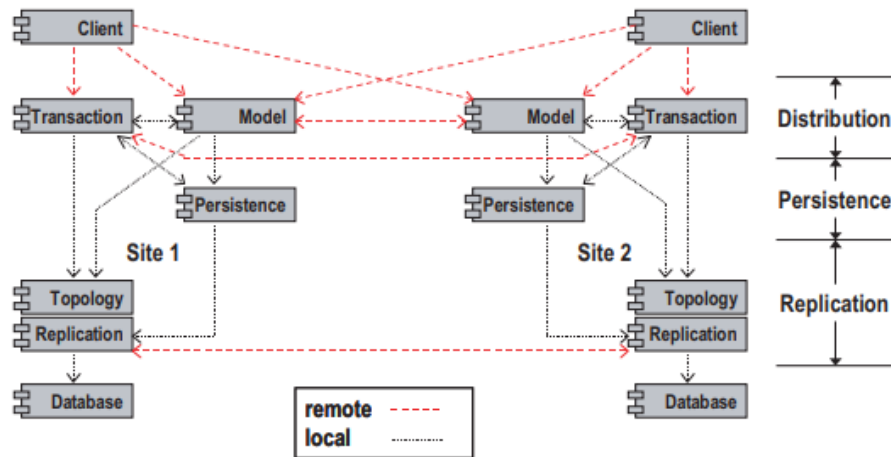 Client
Client
Transaction
Model
Model
Transaction
Distribution
Persistence
Persistence
Persistence
Site 1
Site 2
Topology
Topology
Replication
Replication
Replication
Database
Database
remote
local